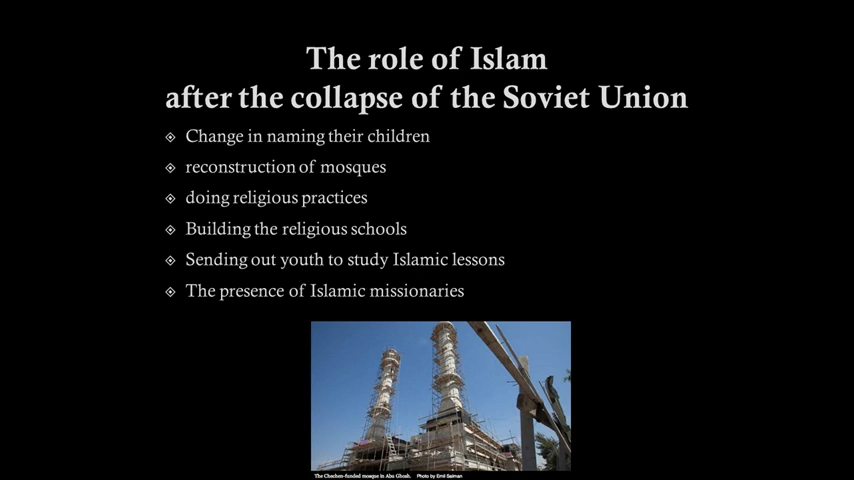 The role of Islam
after the collapse of the Soviet Union
Change in naming their children
reconstruction of mosques
doing religious practices
Building the religious schools
Sending out youth to study Islamic lessons
The presence of Islamic missionaries
The Chechen-funded mosque in Abu Ghosh. Photo by Emil Salman